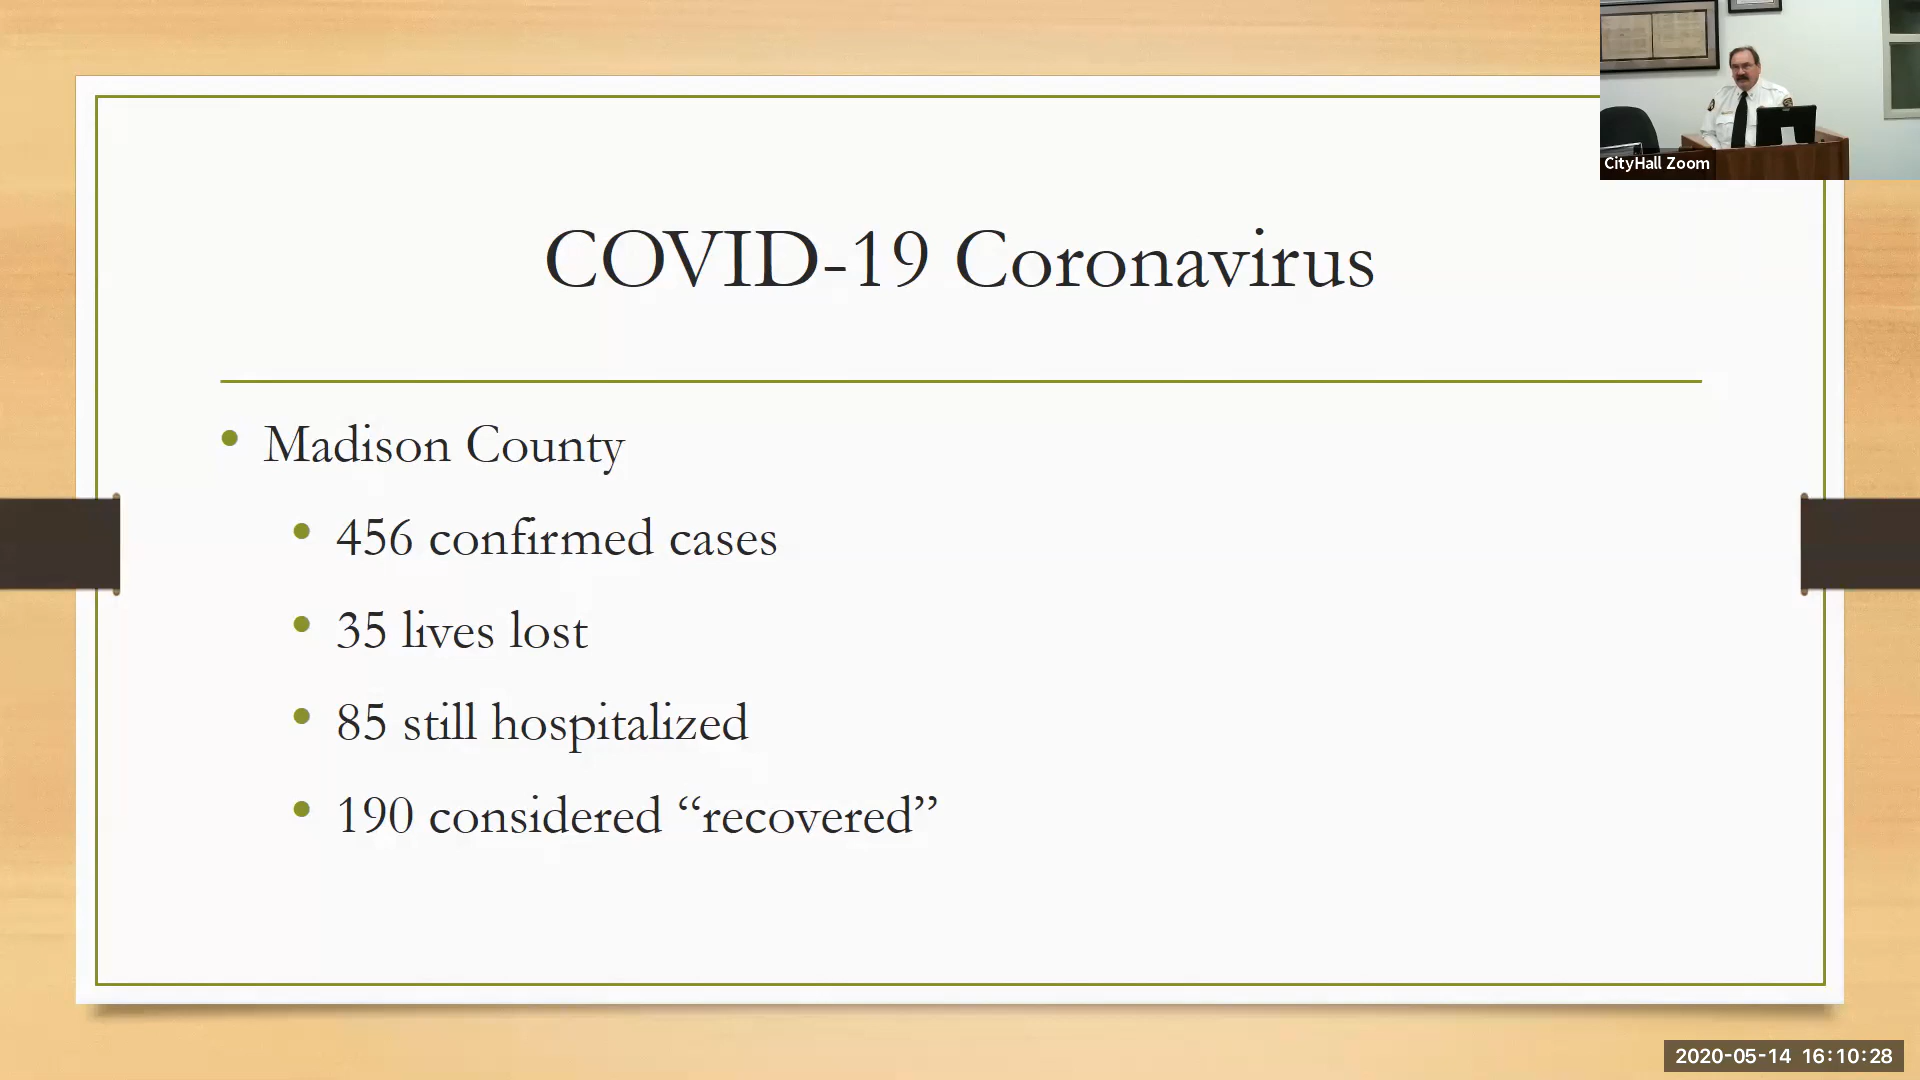 CityHall Zoom
COVID-19 Coronavirus
• Madison County
• 456 confirmed cases
• 35 lives lost
• 85 still hospitalized
• 190 considered “recovered”
2020-05-14 16:10:28